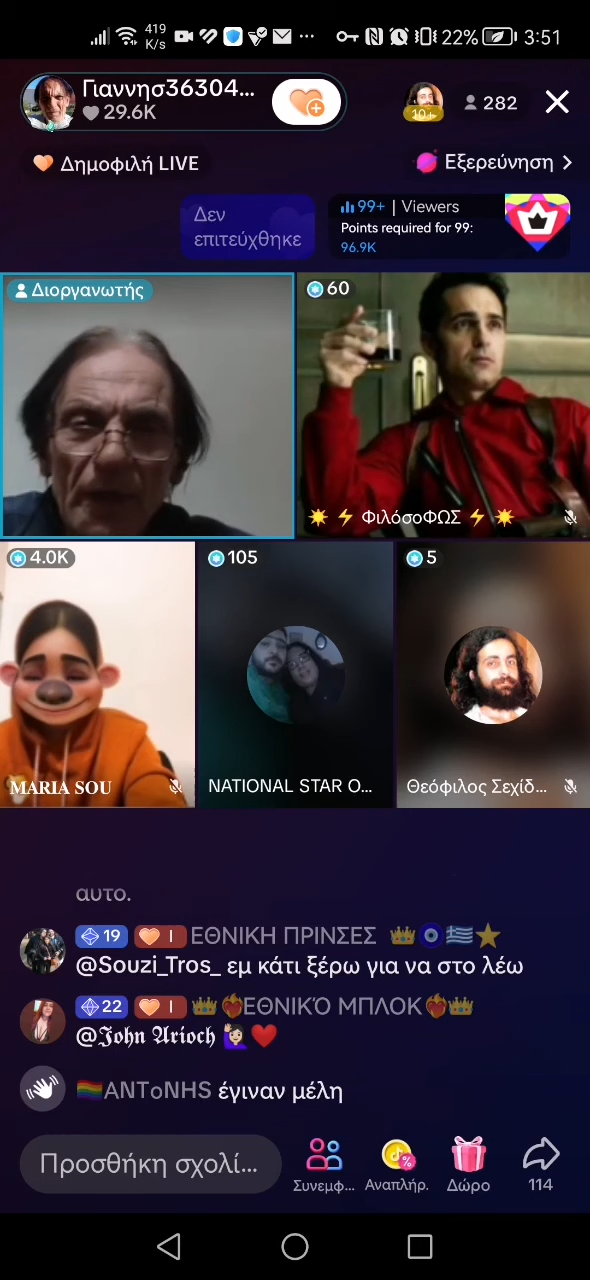 419 K/s 22% 3:51
Γιαννησ36304...
29.6K
10+
282
Δημοφιλή LIVE
Εξερεύνηση
Δεν
επιτεύχθηκε
99+ | Viewers
Points required for 99:
96.9K
Διοργανωτής
60
ΦιλόσοΦΩΣ
4.0K
105
5
MARIA SOU
NATIONAL STAR O...
Θεόφιλος Σεχίδ...
αυτο.
19 I ΕΘΝΙΚΗ ΠΡΙΝΣΕΣ
@Souzi_Tros_ εμ κάτι ξέρω για να στο λέω
22 I ΕΘΝΙΚΌ ΜΠΛΟΚ
@𝕵𝖔𝖍𝖓 𝕬𝖗𝖎𝖔𝖈𝖍
ANToNHS έγιναν μέλη
Προσθήκη σχολί...
Συνεμφ...
Αναπλήρ.
Δώρο
114